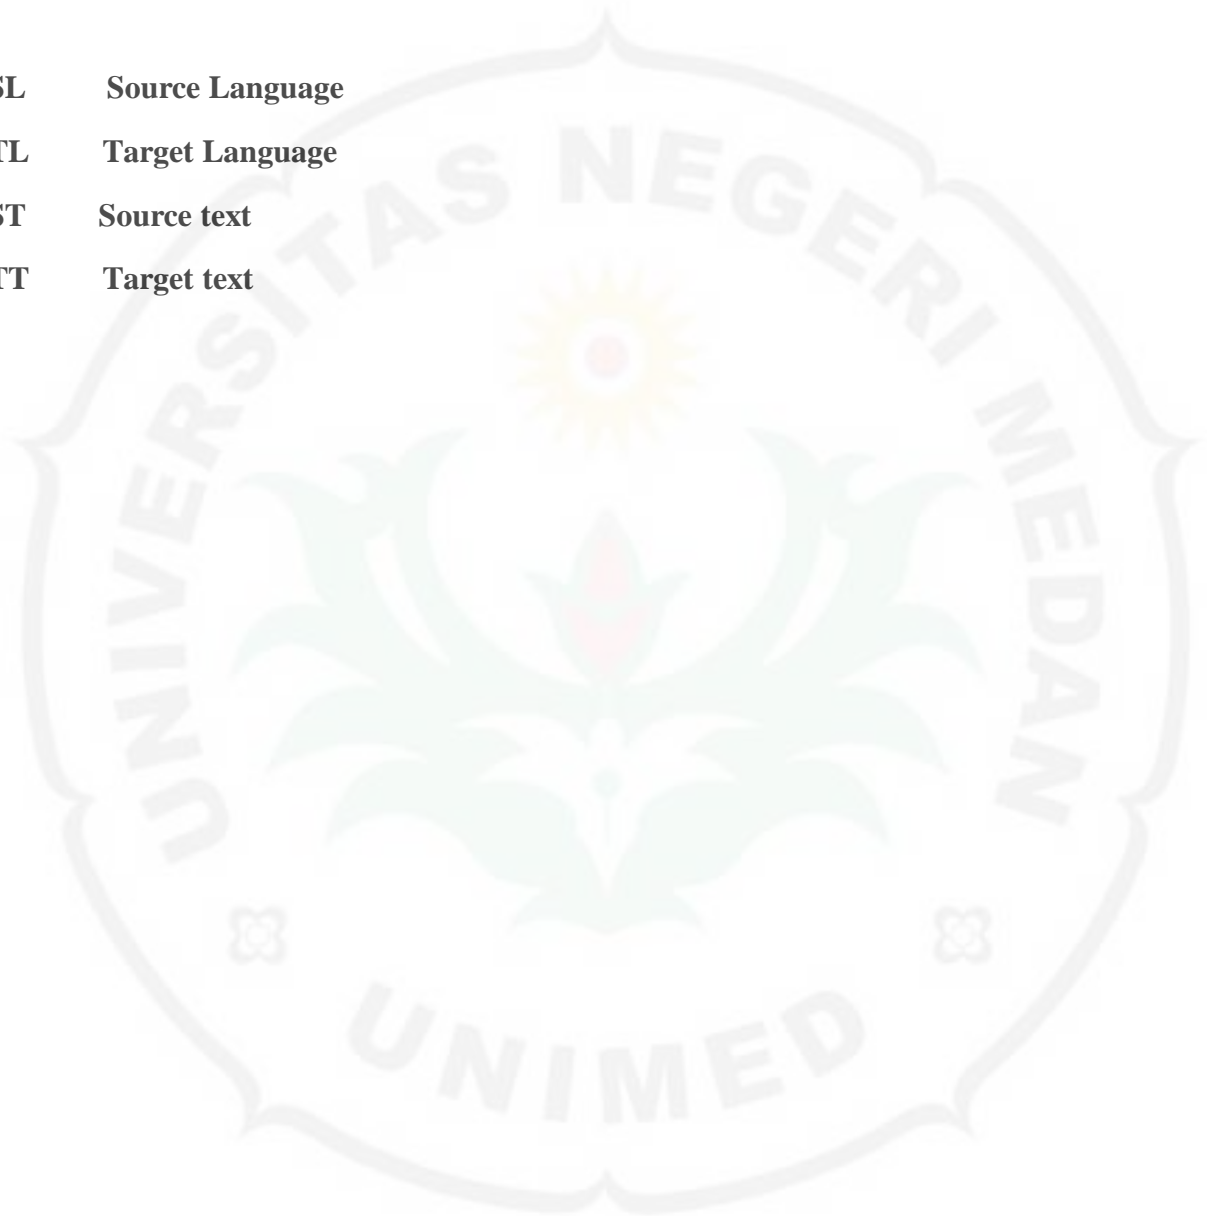 SL Source Language
TL Target Language
ST Source text
TT Target text
UNIVERSITAS NEGERI MEDAN
UNIMED